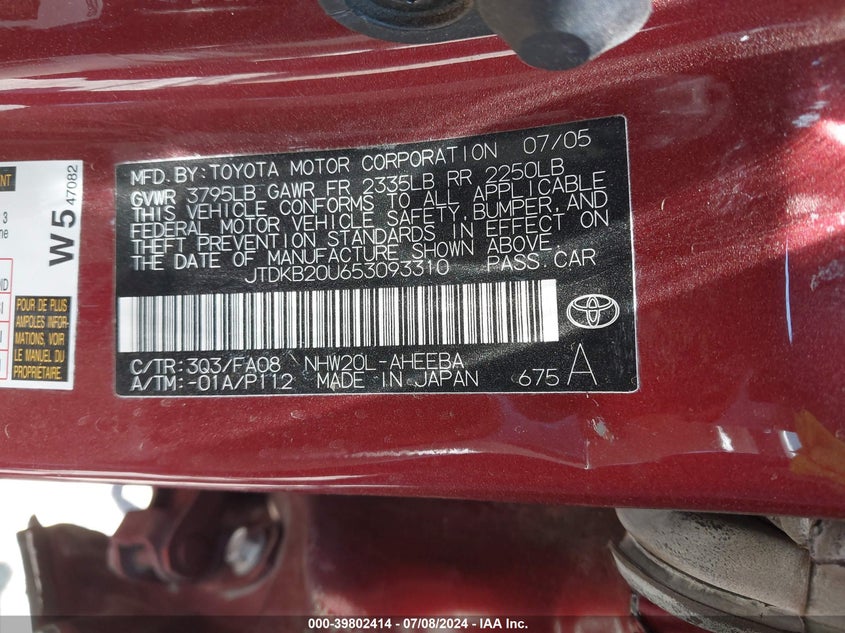 MFD. BY: TOYOTA MOTOR CORPORATION 07/05
GVWR 3795LB GAWR FR 2335LB RR 2250LB
THIS VEHICLE CONFORMS TO ALL APPLICABLE
FEDERAL MOTOR VEHICLE SAFETY, BUMPER, AND
THEFT PREVENTION STANDARDS IN EFFECT ON
THE DATE OF MANUFACTURE SHOWN ABOVE.
JTDKB20U653093310 PASS. CAR
C/TR: 3Q3/FA08 NHW20L-AHEEBA
A/TM: -01A/P112 MADE IN JAPAN 675 A
W5 47082
3
POUR DE PLUS
AMPLES INFOR-
MATIONS, VOIR
LE MANUEL DU
PROPRIÉTAIRE.
000-39802414 - 07/08/2024 - IAA Inc.